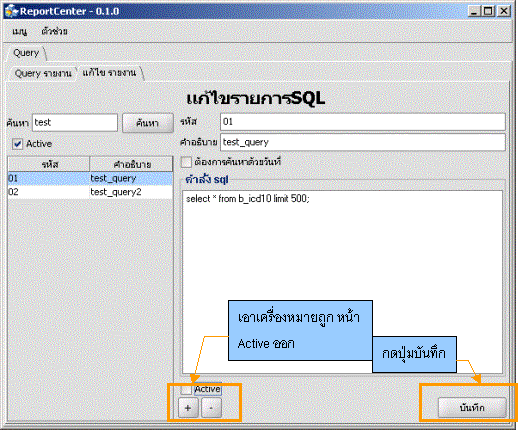 ReportCenter - 0.1.0
เมนู ตัวช่วย
Query
Query รายงาน แก้ไข รายงาน
แก้ไขรายการSQL
ค้นหา test ค้นหา
รหัส 01
Active
คำอธิบาย test_query
ต้องการค้นหาด้วยวันที่
รหัส คำอธิบาย
01 test_query
02 test_query2
คำสั่ง sql
select * from b_icd10 limit 500;
เอาเครื่องหมายถูก หน้า
Active ออก
กดปุ่มบันทึก
Active
+ - บันทึก